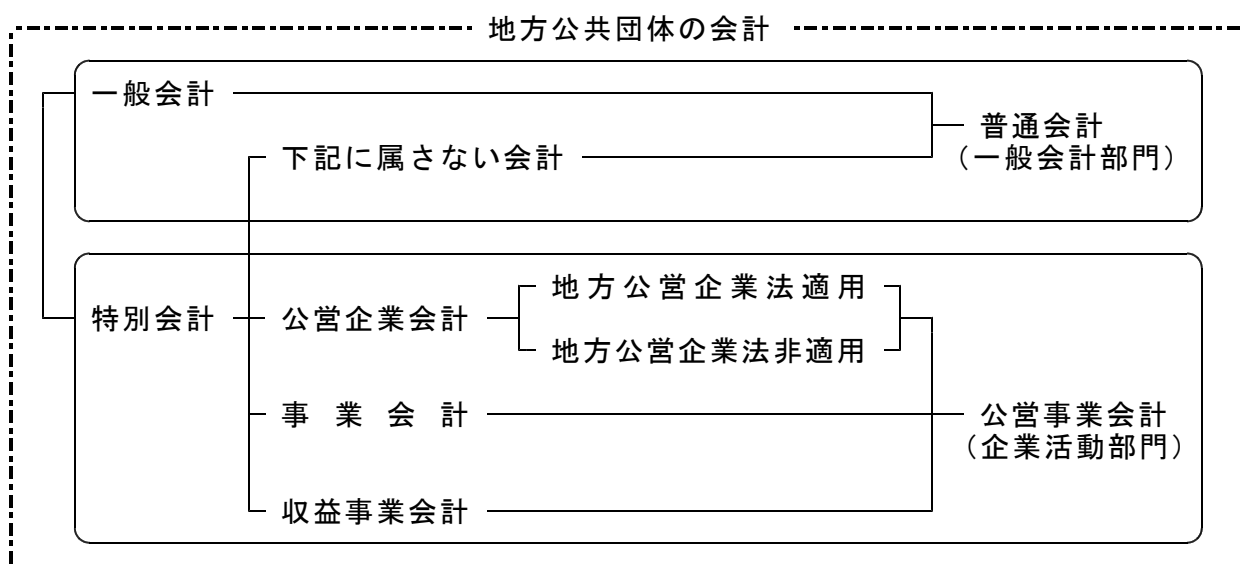 地方公共団体の会計
一般会計
下記に属さない会計
普通会計
（一般会計部門）
特別会計
公営企業会計
地方公営企業法適用
地方公営企業法非適用
事業会計
公営事業会計
（企業活動部門）
収益事業会計